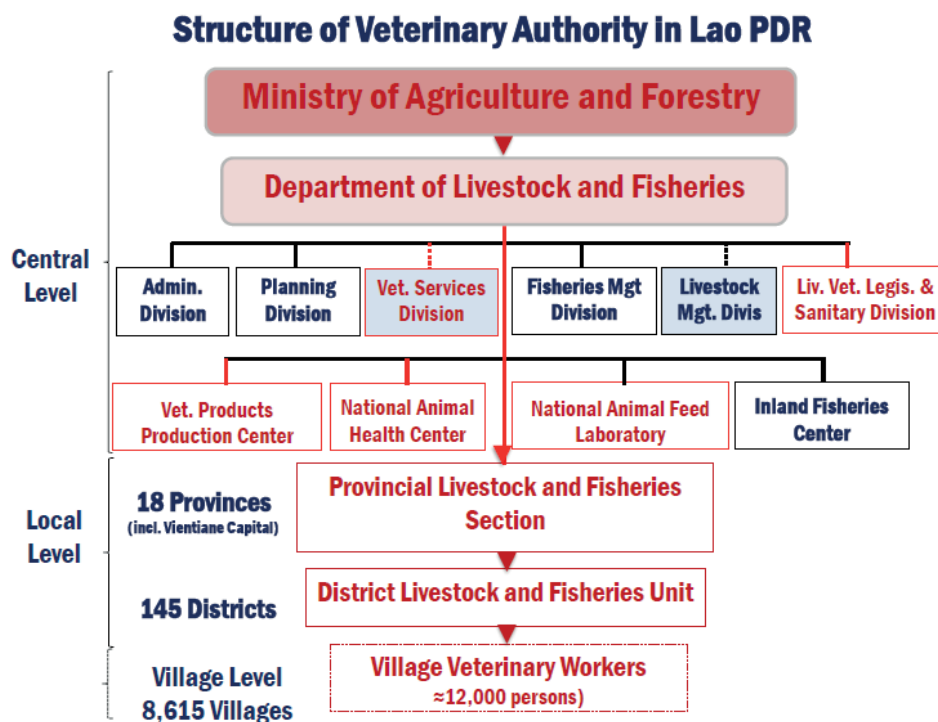 Structure of Veterinary Authority in Lao PDR
Ministry of Agriculture and Forestry
Department of Livestock and Fisheries
Central
Level
Admin.
Division
Planning
Division
Vet. Services
Division
Fisheries Mgt
Division
Livestock
Mgt. Divis
Liv. Vet. Legis. &
Sanitary Division
Vet. Products
Production Center
National Animal
Health Center
National Animal Feed
Laboratory
Inland Fisheries
Center
Local
Level
18 Provinces
(incl. Vientiane Capital)
Provincial Livestock and Fisheries
Section
145 Districts
District Livestock and Fisheries Unit
Village Level
8,615 Villages
Village Veterinary Workers
≈12,000 persons)